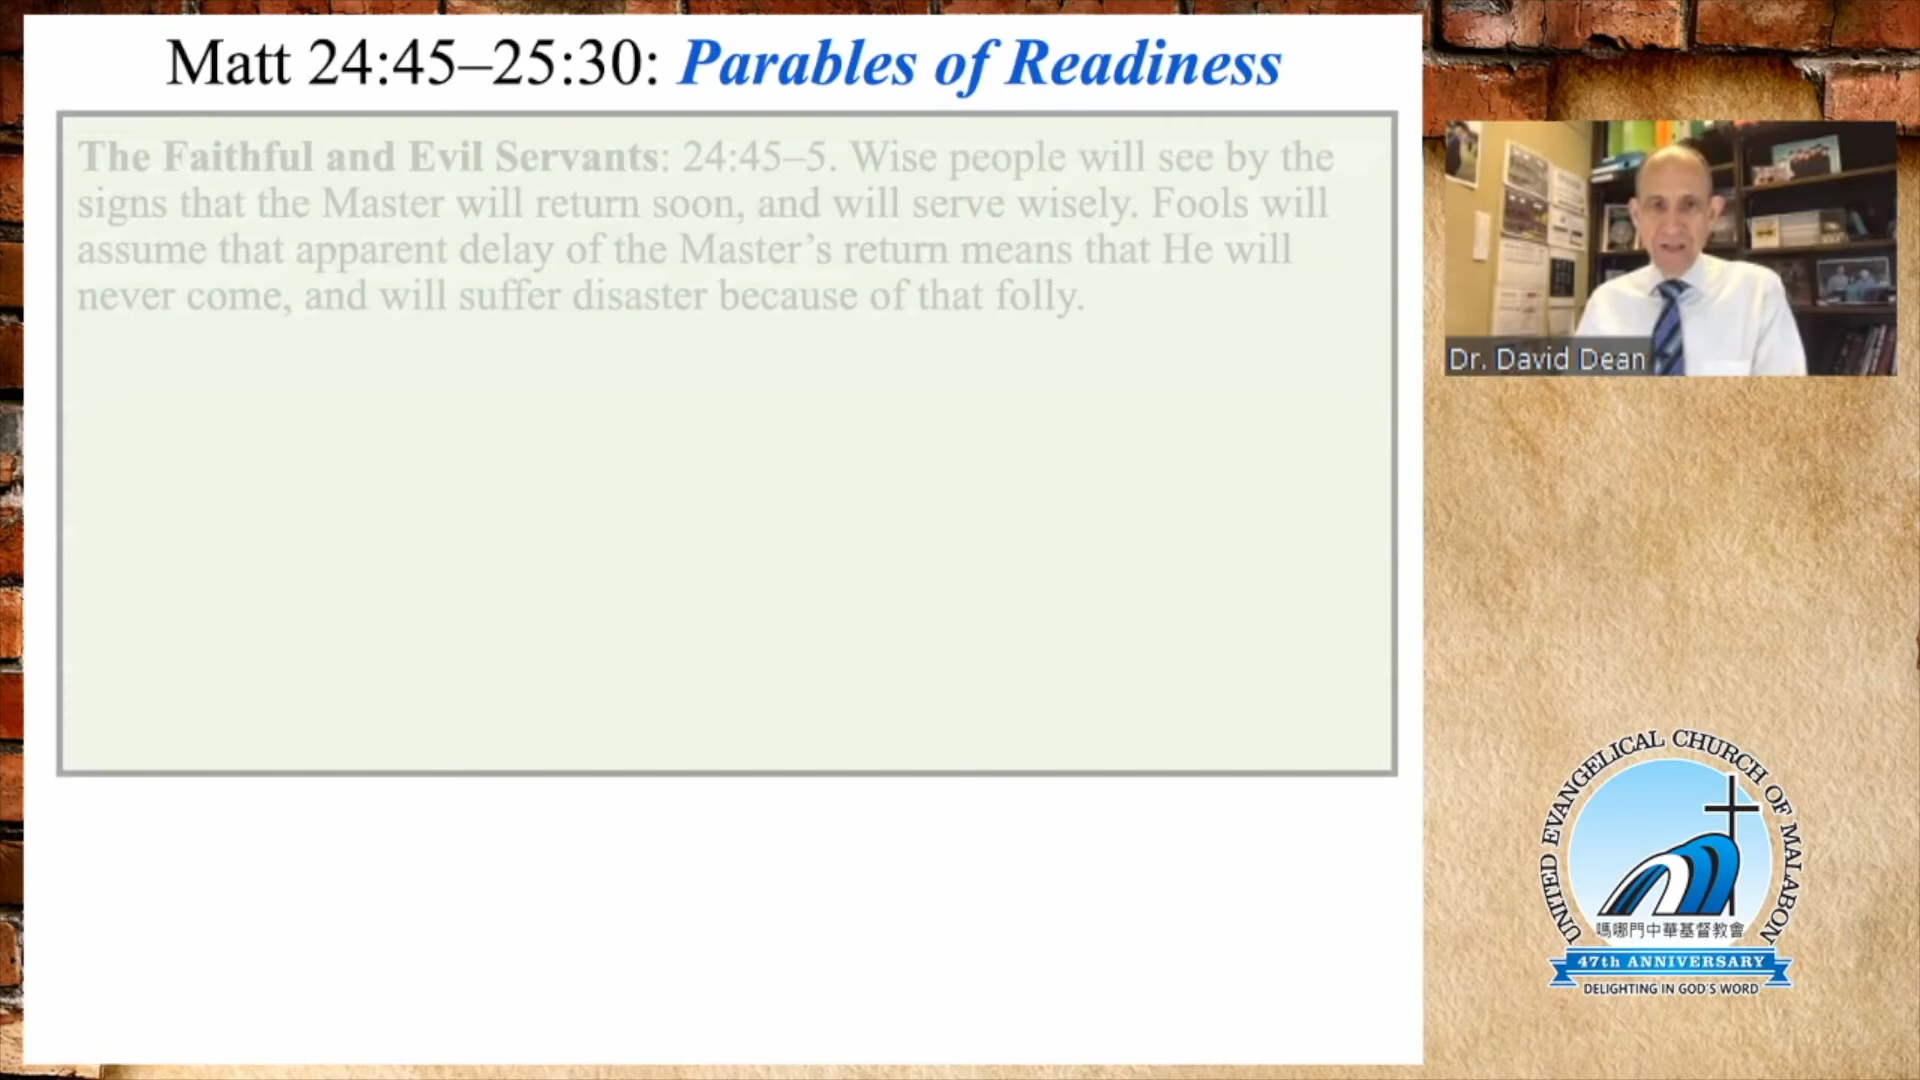 Matt 24:45–25:30: Parables of Readiness
The Faithful and Evil Servants: 24:45–5. Wise people will see by the
signs that the Master will return soon, and will serve wisely. Fools will
assume that apparent delay of the Master’s return means that He will
never come, and will suffer disaster because of that folly.
Dr. David Dean
UNITED EVANGELICAL CHURCH OF MALABON
嗎哪門中華基督教會
47th ANNIVERSARY
DELIGHTING IN GOD'S WORD